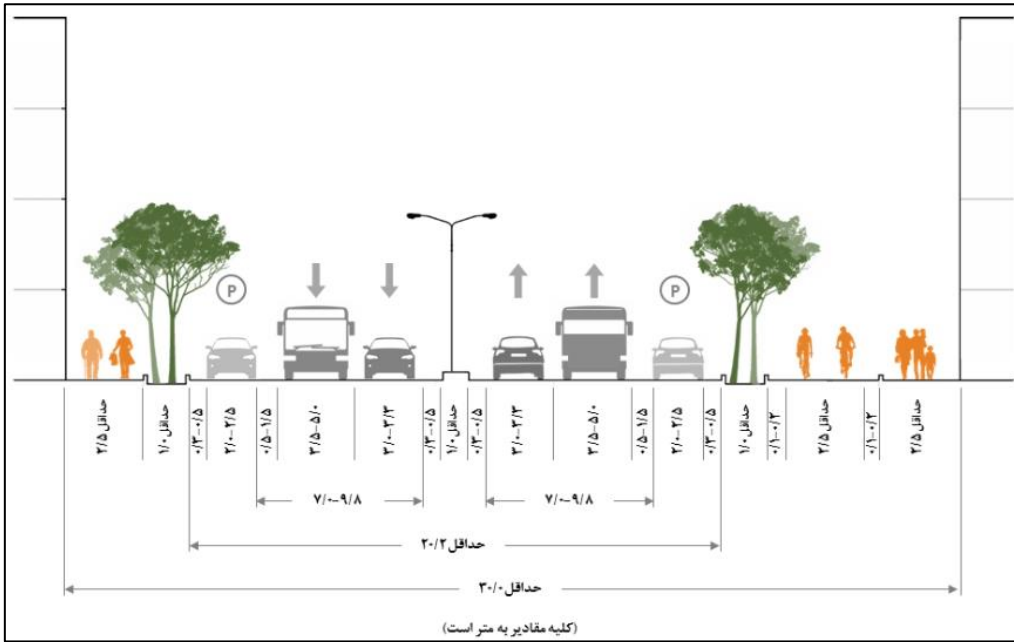 P
P
حداقل ۲/۵
حداقل ۱/۰
۰/۳-۰/۵
۲/۰-۲/۵
۰/۵-۱/۵
۳/۵-۵/۰
۳/۰-۳/۳
۰/۳-۰/۵
حداقل ۱/۰
۰/۳-۰/۵
۳/۰-۳/۳
۳/۵-۵/۰
۰/۵-۱/۵
۲/۰-۲/۵
۰/۳-۰/۵
حداقل ۱/۰
۰/۱-۰/۲
حداقل ۲/۵
۰/۱-۰/۲
حداقل ۲/۵
۷/۰-۹/۸
۷/۰-۹/۸
حداقل ۲۰/۲
حداقل ۳۰/۰
(کلیه مقادیر به متر است)